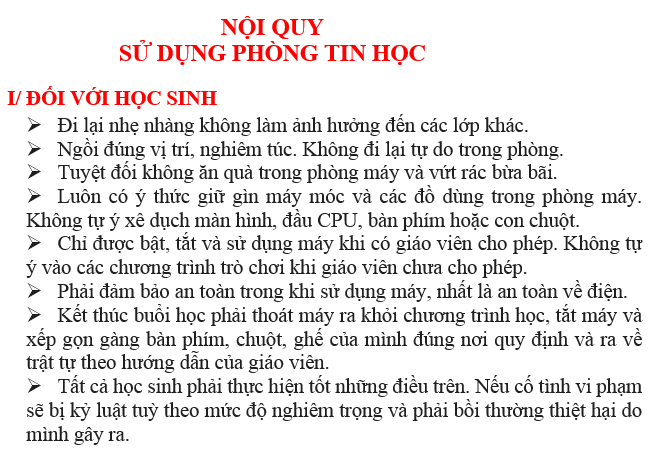 NỘI QUY
SỬ DỤNG PHÒNG TIN HỌC
I/ ĐỐI VỚI HỌC SINH
➢ Đi lại nhẹ nhàng không làm ảnh hưởng đến các lớp khác.
➢ Ngồi đúng vị trí, nghiêm túc. Không đi lại tự do trong phòng.
➢ Tuyệt đối không ăn quà trong phòng máy và vứt rác bừa bãi.
➢ Luôn có ý thức giữ gìn máy móc và các đồ dùng trong phòng máy.
Không tự ý xê dịch màn hình, đầu CPU, bàn phím hoặc con chuột.
➢ Chỉ được bật, tắt và sử dụng máy khi có giáo viên cho phép. Không tự
ý vào các chương trình trò chơi khi giáo viên chưa cho phép.
➢ Phải đảm bảo an toàn trong khi sử dụng máy, nhất là an toàn về điện.
➢ Kết thúc buổi học phải thoát máy ra khỏi chương trình học, tắt máy và
xếp gọn gàng bàn phím, chuột, ghế của mình đúng nơi quy định và ra về
trật tự theo hướng dẫn của giáo viên.
➢ Tất cả học sinh phải thực hiện tốt những điều trên. Nếu cố tình vi phạm
sẽ bị kỷ luật tuỳ theo mức độ nghiêm trọng và phải bồi thường thiệt hại do
mình gây ra.